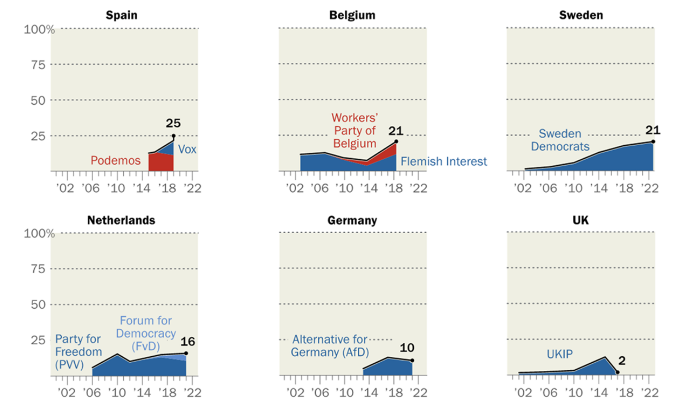 Spain
Belgium
Sweden
100%
75
50
25
25
Podemos
Vox
'02 '06 '10 '14 '18 '22
Workers'
Party of
Belgium
21
Flemish Interest
'02 '06 '10 '14 '18 '22
Sweden
Democrats
21
'02 '06 '10 '14 '18 '22
Netherlands
Germany
UK
100%
75
50
25
Party for
Freedom
(PVV)
Forum for
Democracy
(FvD)
16
'02 '06 '10 '14 '18 '22
Alternative for
Germany (AfD)
10
'02 '06 '10 '14 '18 '22
UKIP
2
'02 '06 '10 '14 '18 '22